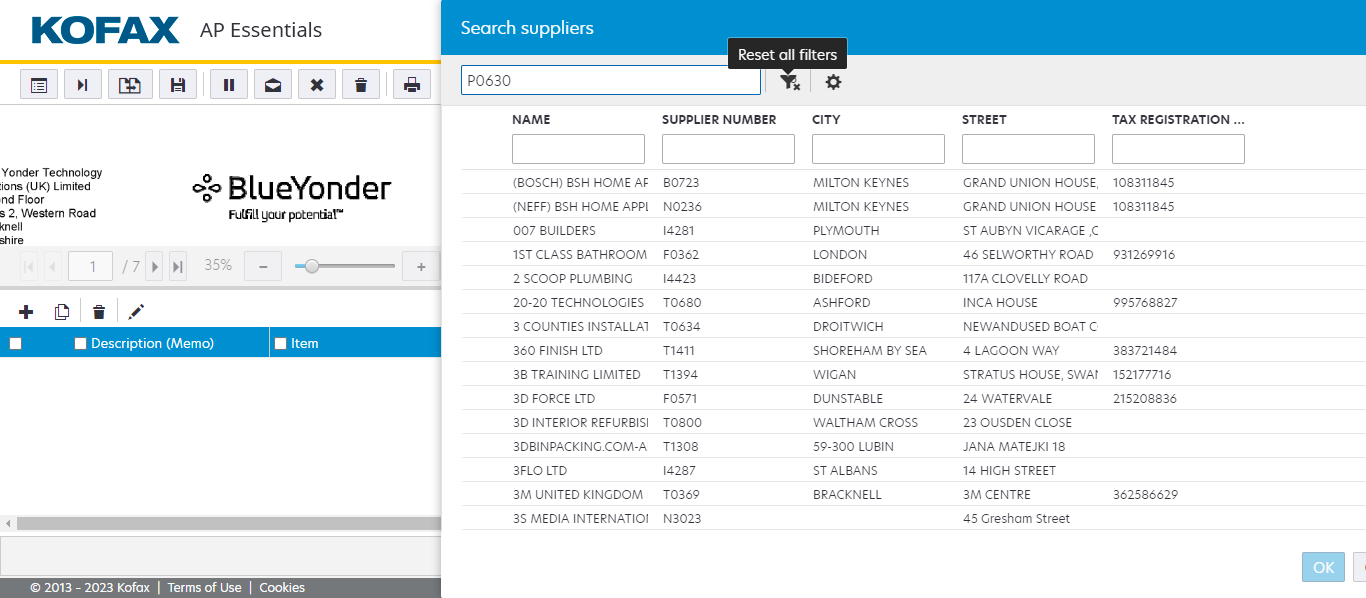 KOFAX AP Essentials
Yonder Technology
tions (UK) Limited
nd Floor
s 2, Western Road
knell
shire
BlueYonder
Fulfill your potential™
1 / 7 35%
Description (Memo) Item
© 2013 - 2023 Kofax | Terms of Use | Cookies
Search suppliers
Reset all filters
P0630
NAME SUPPLIER NUMBER CITY STREET TAX REGISTRATION ...
(BOSCH) BSH HOME AP B0723 MILTON KEYNES GRAND UNION HOUSE, 108311845
(NEFF) BSH HOME APPL N0236 MILTON KEYNES GRAND UNION HOUSE 108311845
007 BUILDERS I4281 PLYMOUTH ST AUBYN VICARAGE ,C
1ST CLASS BATHROOM F0362 LONDON 46 SELWORTHY ROAD 931269916
2 SCOOP PLUMBING I4423 BIDEFORD 117A CLOVELLY ROAD
20-20 TECHNOLOGIES T0680 ASHFORD INCA HOUSE 995768827
3 COUNTIES INSTALLAT T0634 DROITWICH NEWANDUSED BOAT C
360 FINISH LTD T1411 SHOREHAM BY SEA 4 LAGOON WAY 383721484
3B TRAINING LIMITED T1394 WIGAN STRATUS HOUSE, SWAN 152177716
3D FORCE LTD F0571 DUNSTABLE 24 WATERVALE 215208836
3D INTERIOR REFURBISI T0800 WALTHAM CROSS 23 OUSDEN CLOSE
3DBINPACKING.COM-A T1308 59-300 LUBIN JANA MATEJKI 18
3FLO LTD I4287 ST ALBANS 14 HIGH STREET
3M UNITED KINGDOM T0369 BRACKNELL 3M CENTRE 362586629
3S MEDIA INTERNATIO N3023 45 Gresham Street
OK